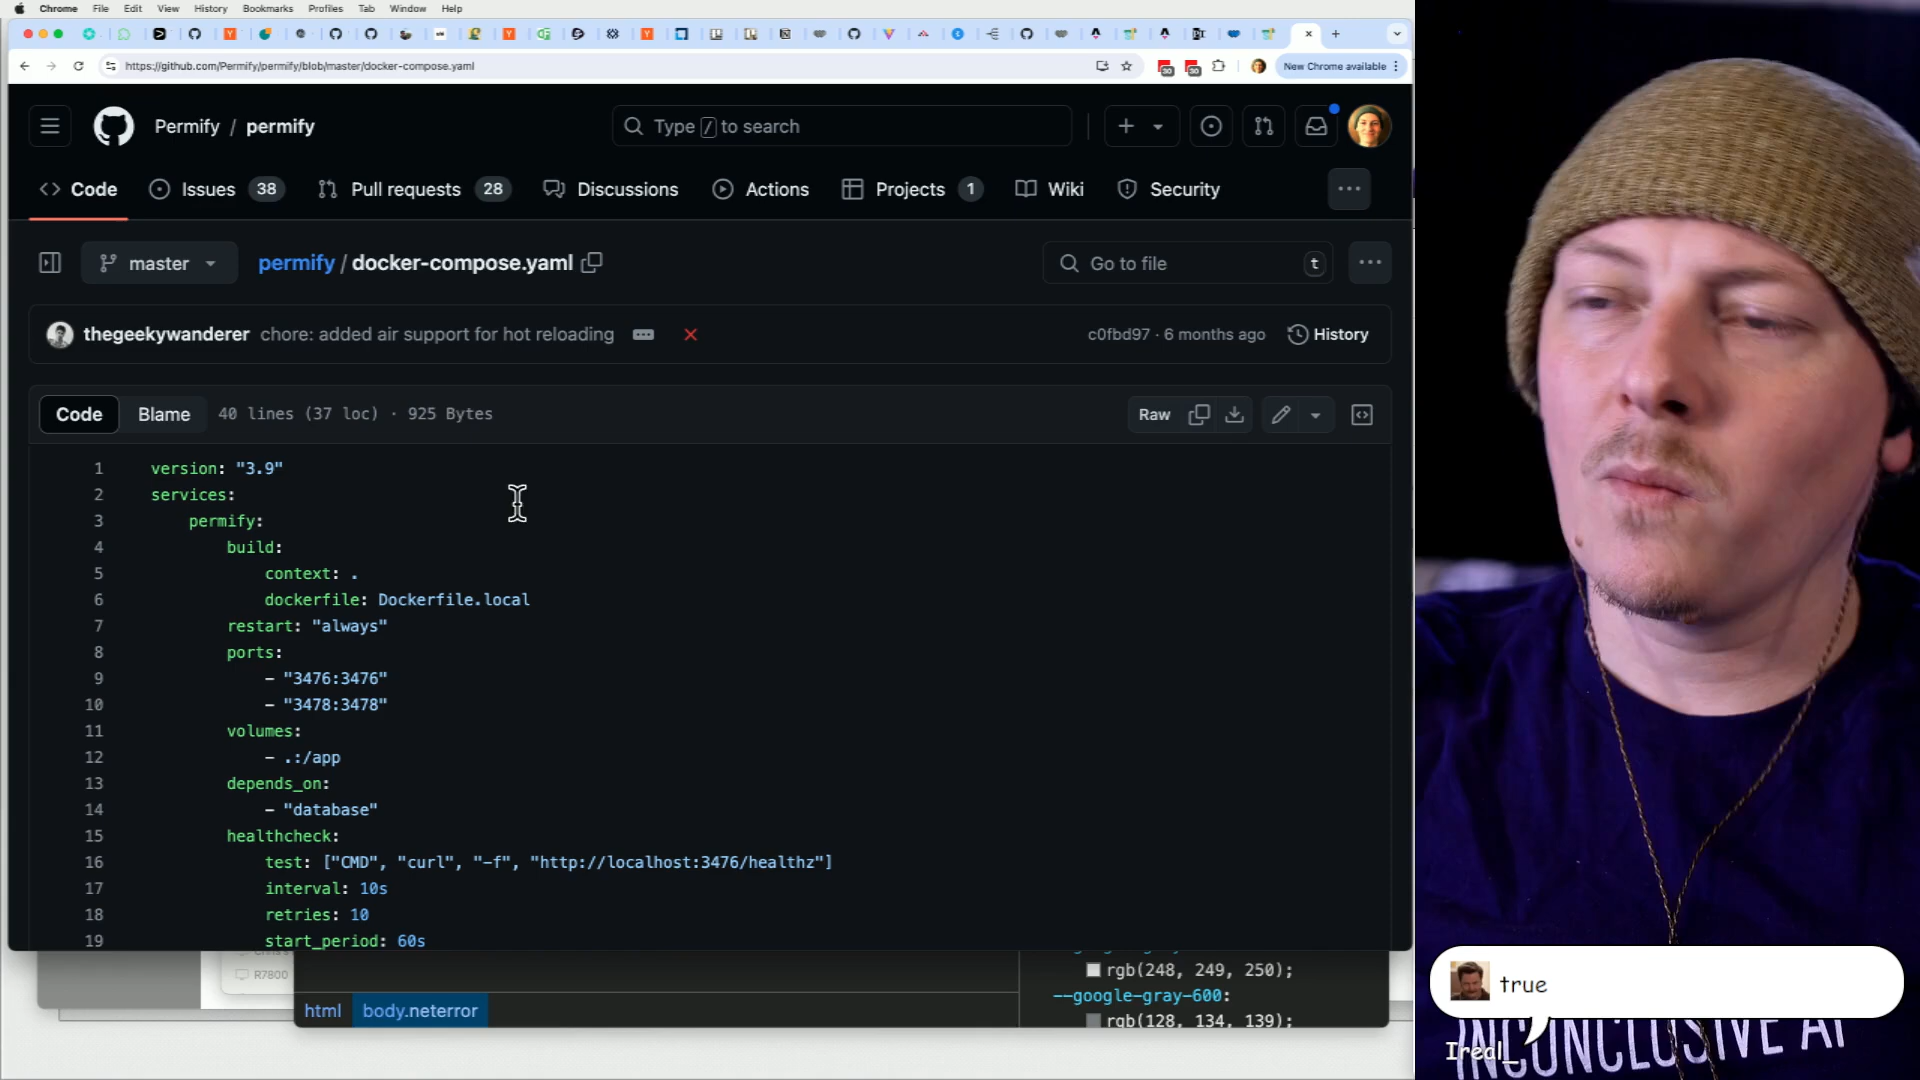 Chrome File Edit View History Bookmarks Profiles Tab Window Help
https://github.com/Permify/permify/blob/master/docker-compose.yaml
30
30
New Chrome available
Permify / permify
Type / to search
Code
Issues 38
Pull requests 28
Discussions
Actions
Projects 1
Wiki
Security
master
permify / docker-compose.yaml
Go to file
t
thegeekywanderer chore: added air support for hot reloading
c0fbd97 · 6 months ago
History
Code
Blame
40 lines (37 loc) · 925 Bytes
Raw
1 version: "3.9"
2 services:
3 permify:
4 build:
5 context: .
6 dockerfile: Dockerfile.local
7 restart: "always"
8 ports:
9 - "3476:3476"
10 - "3478:3478"
11 volumes:
12 - .:/app
13 depends_on:
14 - "database"
15 healthcheck:
16 test: ["CMD", "curl", "-f", "http://localhost:3476/healthz"]
17 interval: 10s
18 retries: 10
19 start_period: 60s
R7800
rgb(248, 249, 250);
--google-gray-600:
rgb(128, 134, 139);
html body.neterror
true
Ireal_
INCONCLUSIVE AI